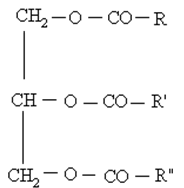 CH₂ – O – CO – R
CH – O – CO – R'
CH₂ – O – CO – R"